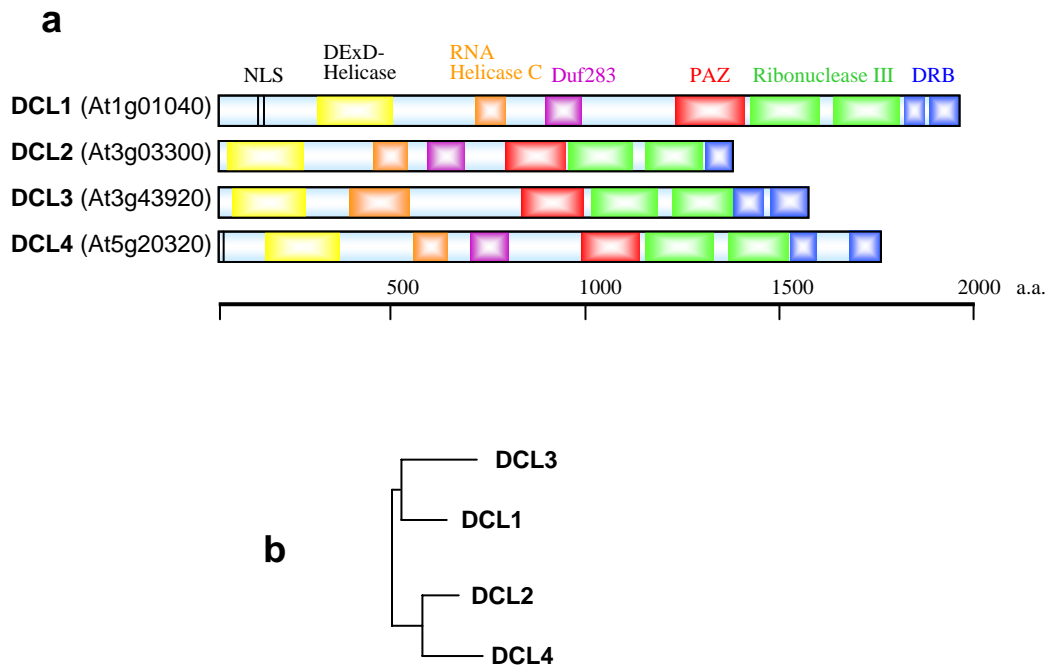 a
DExD-
Helicase
RNA
Helicase C
NLS
Duf283
PAZ
Ribonuclease III
DRB
DCL1 (At1g01040)
DCL2 (At3g03300)
DCL3 (At3g43920)
DCL4 (At5g20320)
500 1000 1500 2000 a.a.
b
DCL3
DCL1
DCL2
DCL4